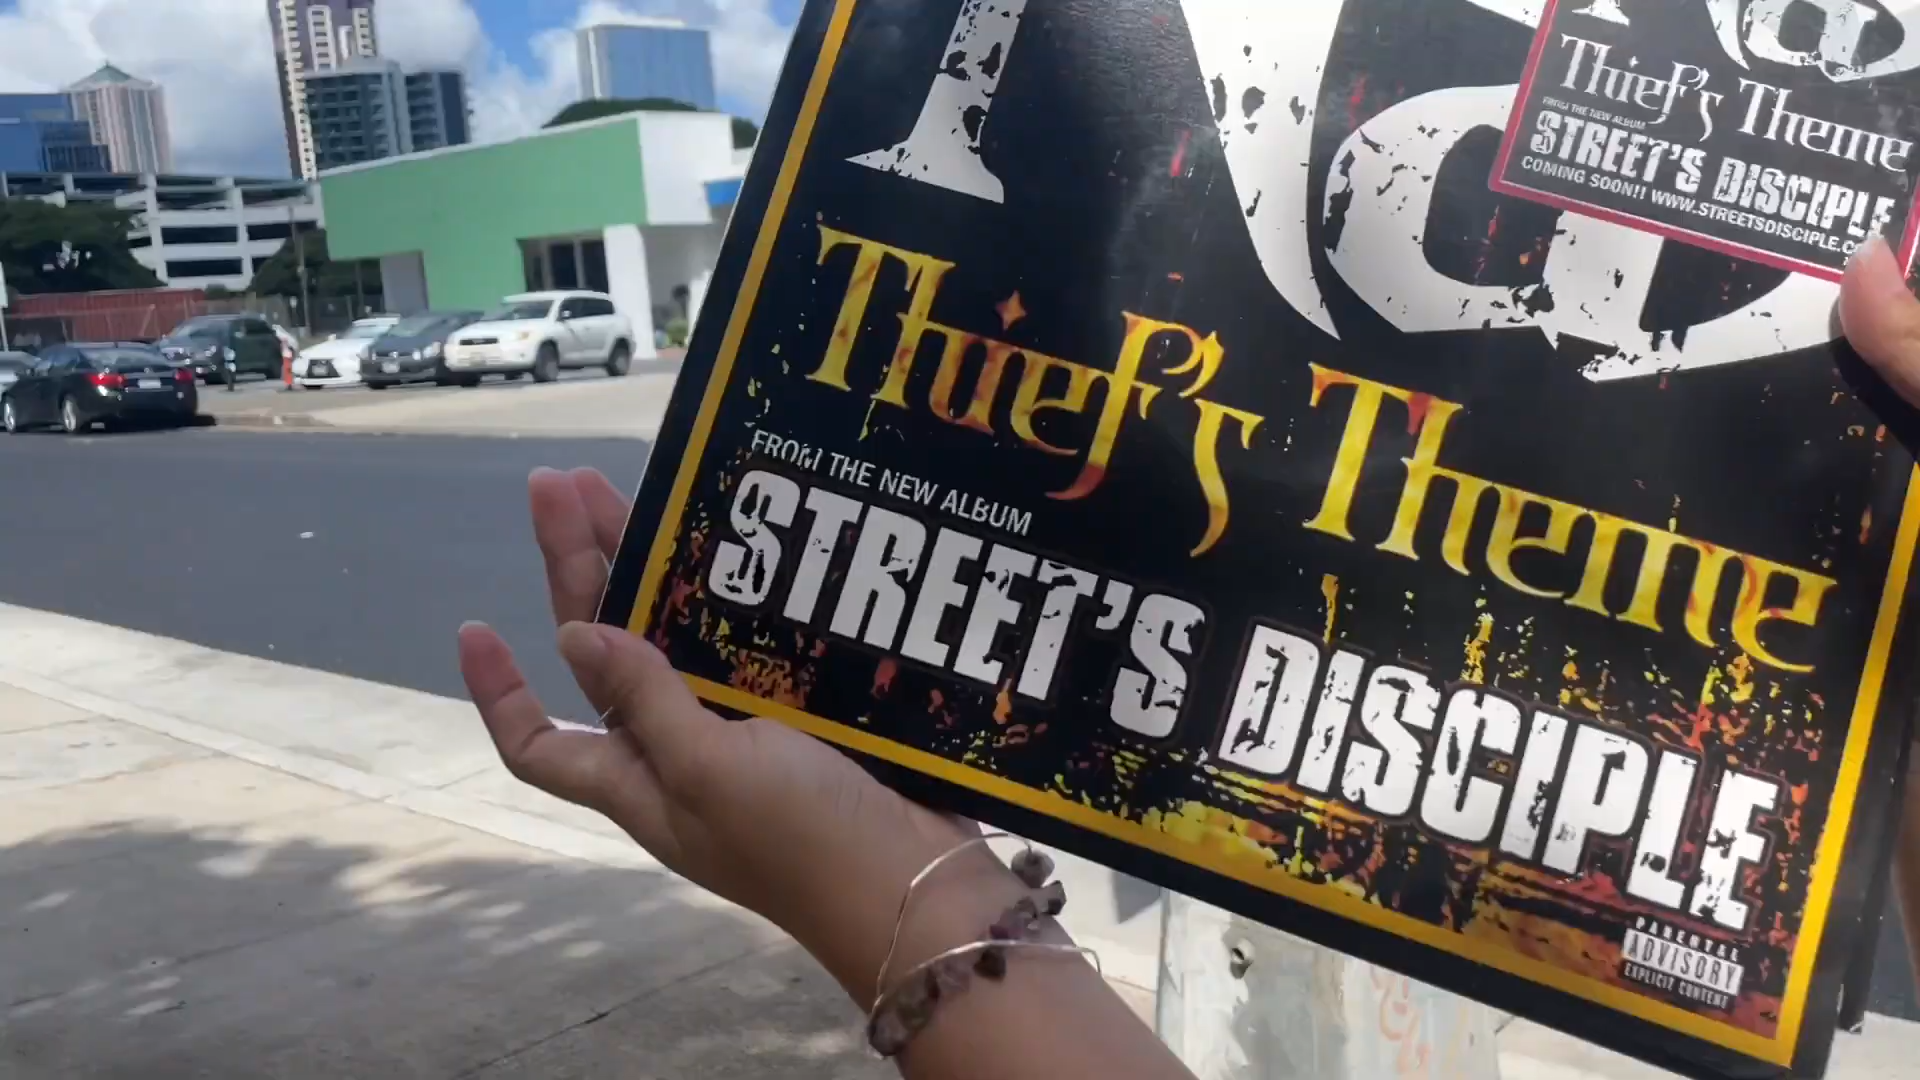 Thief's Theme
FROM THE NEW ALBUM
STREET'S DISCIPLE
COMING SOON!! WWW.STREETSDISCIPLE.CO
Thief's Theme
FROM THE NEW ALBUM
STREET'S DISCIPLE
PARENTAL
ADVISORY
EXPLICIT CONTENT